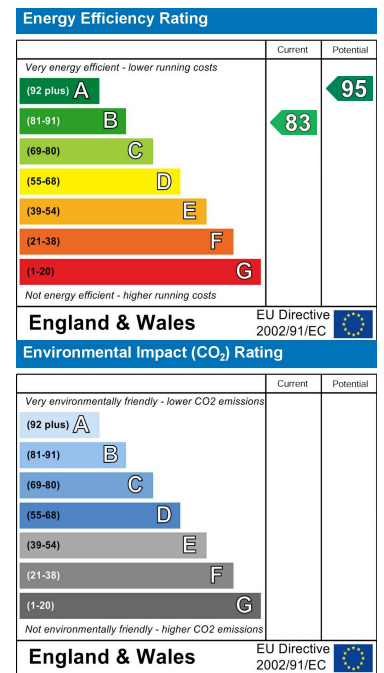 Energy Efficiency Rating
Current Potential
Very energy efficient - lower running costs
(92 plus) A 95
(81-91) B 83
(69-80) C
(55-68) D
(39-54) E
(21-38) F
(1-20) G
Not energy efficient - higher running costs
England & Wales EU Directive
2002/91/EC
Environmental Impact (CO₂) Rating
Current Potential
Very environmentally friendly - lower CO2 emissions
(92 plus) A
(81-91) B
(69-80) C
(55-68) D
(39-54) E
(21-38) F
(1-20) G
Not environmentally friendly - higher CO2 emissions
England & Wales EU Directive
2002/91/EC